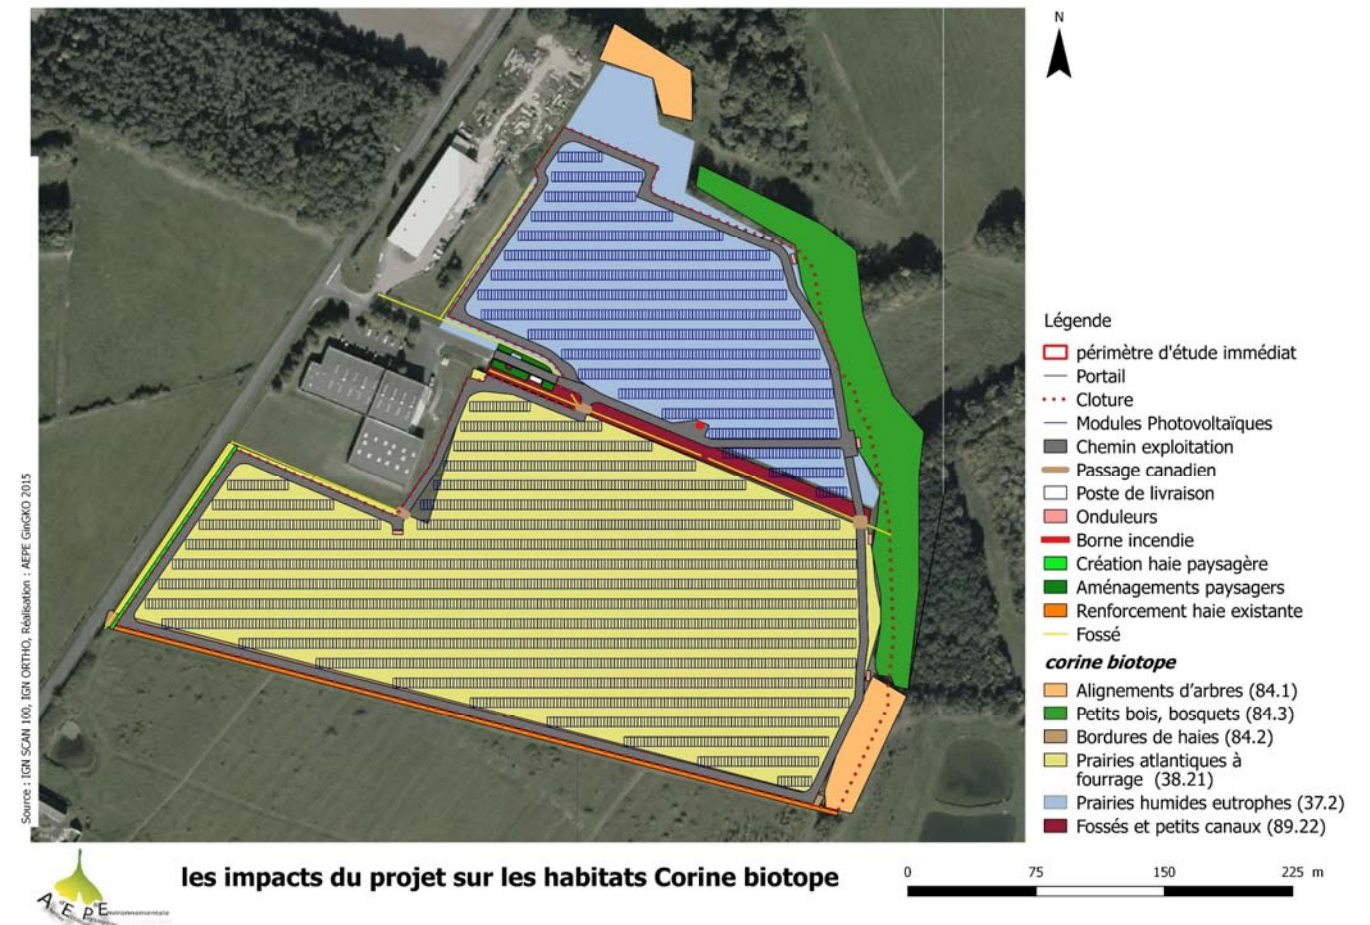 N
Légende
périmètre d'étude immédiat
Portail
Cloture
Modules Photovoltaïques
Chemin exploitation
Passage canadien
Poste de livraison
Onduleurs
Borne incendie
Création haie paysagère
Aménagements paysagers
Renforcement haie existante
Fossé
corine biotope
Alignements d'arbres (84.1)
Petits bois, bosquets (84.3)
Bordures de haies (84.2)
Prairies atlantiques à
fourrage (38.21)
Prairies humides eutrophes (37.2)
Fossés et petits canaux (89.22)
Source : IGN SCAN 100, IGN ORTHO, Réalisation : AEPE GinGKO 2015
les impacts du projet sur les habitats Corine biotope
0 75 150 225 m
A E P E